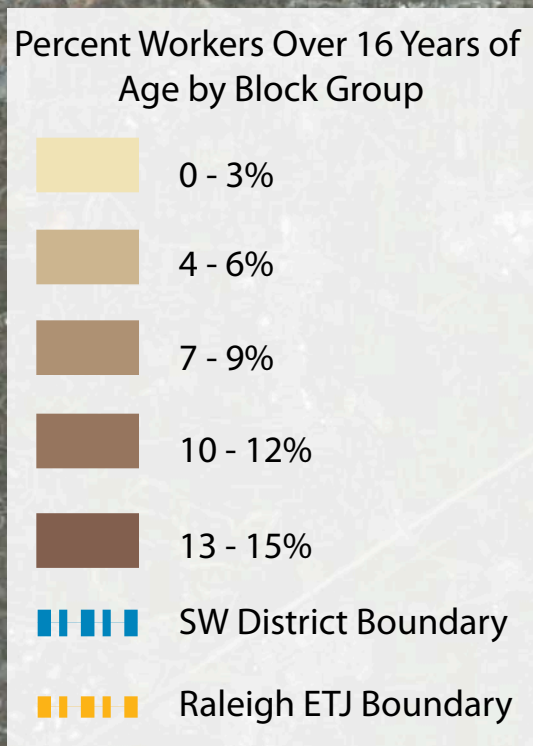 Percent Workers Over 16 Years of
Age by Block Group
0 - 3%
4 - 6%
7 - 9%
10 - 12%
13 - 15%
SW District Boundary
Raleigh ETJ Boundary